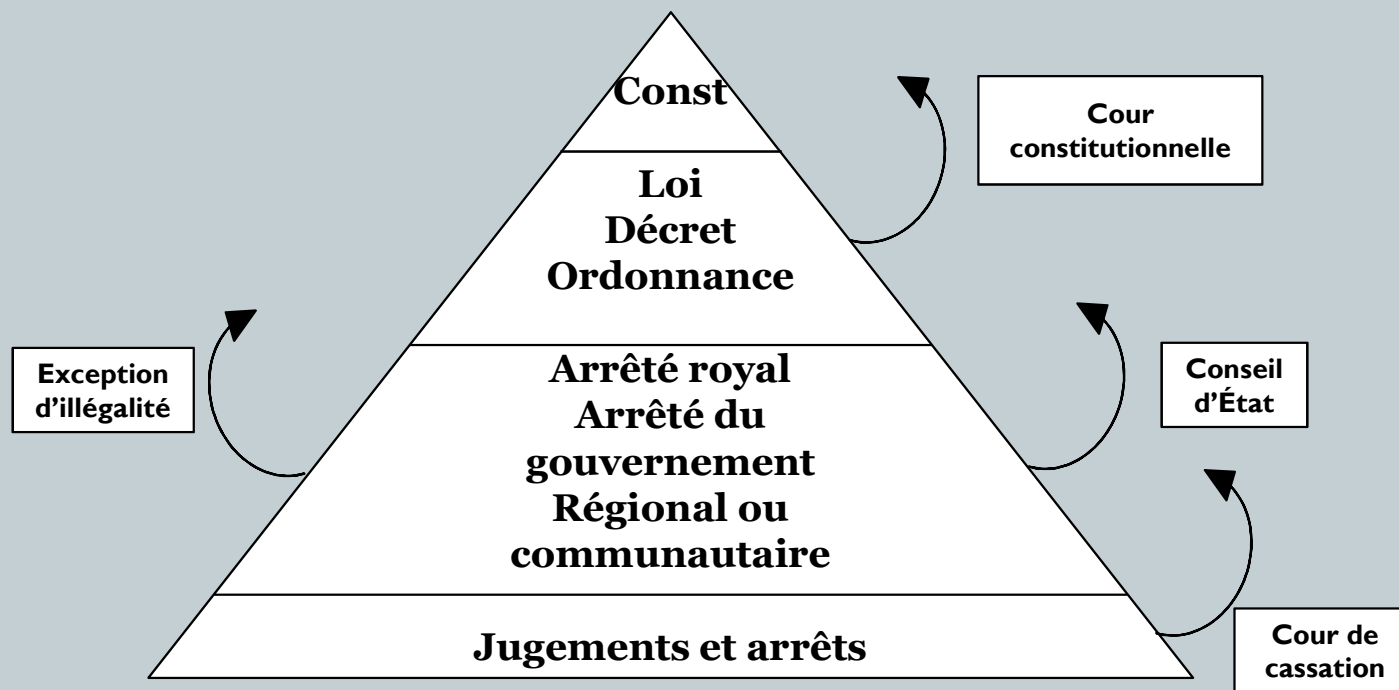 Const
Cour
constitutionnelle
Loi
Décret
Ordonnance
Exception
d'illégalité
Arrêté royal
Arrêté du
gouvernement
Régional ou
communautaire
Conseil
d'État
Jugements et arrêts
Cour de
cassation